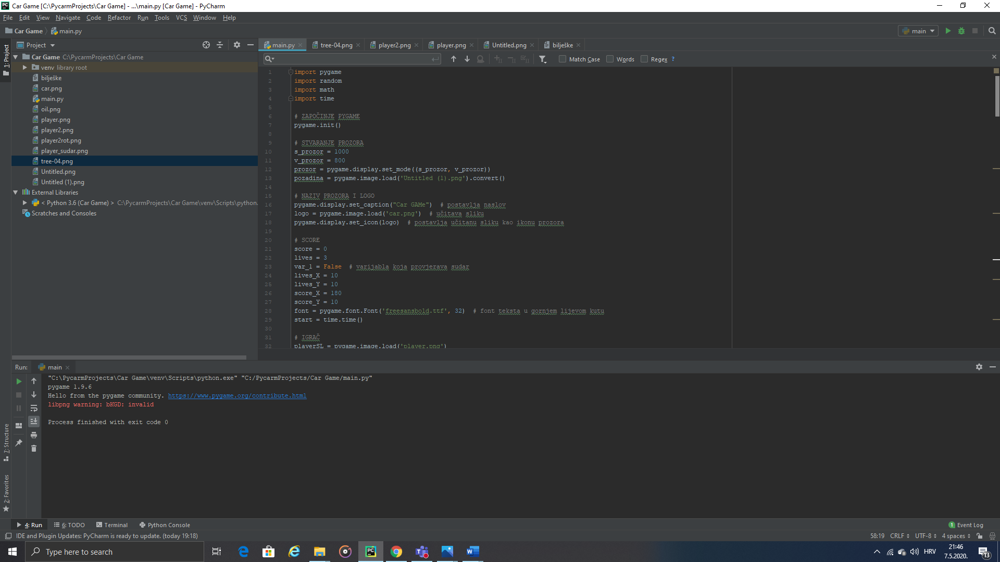 Car Game [C:\PycarmProjects\Car Game] - ...\main.py [Car Game] - PyCharm
File Edit View Navigate Code Refactor Run Tools VCS Window Help
Car Game main.py main
Project
main.py tree-04.png player2.png player.png Untitled.png bilješke
Match Case Words Regex ?
1: Project
Car Game C:\PycarmProjects\Car Game
venv library root
bilješke
car.png
main.py
oil.png
player.png
player2.png
player2rot.png
player_sudar.png
tree-04.png
Untitled.png
Untitled (1).png
External Libraries
< Python 3.6 (Car Game) > C:\PycarmProjects\Car Game\venv\Scripts\python.
Scratches and Consoles
1 import pygame
2 import random
3 import math
4 import time
5
6 # ZAPOČINJE PYGAME
7 pygame.init()
8
9 # STVARANJE PROZORA
10 s_prozor = 1000
11 v_prozor = 800
12 prozor = pygame.display.set_mode((s_prozor, v_prozor))
13 pozadina = pygame.image.load('Untitled (1).png').convert()
14
15 # NAZIV PROZORA I LOGO
16 pygame.display.set_caption("Car GAMe") # postavlja naslov
17 logo = pygame.image.load('car.png') # učitava sliku
18 pygame.display.set_icon(logo) # postavlja učitanu sliku kao ikonu prozora
19
20 # SCORE
21 score = 0
22 lives = 3
23 var_1 = False # varijabla koja provjerava sudar
24 lives_X = 10
25 lives_Y = 10
26 score_X = 180
27 score_Y = 10
28 font = pygame.font.Font('freesansbold.ttf', 32) # font teksta u gornjem lijevom kutu
29 start = time.time()
30
31 # IGRAČ
32 playerSL = pygame.image.load('player.png')
Run: main
"C:\PycarmProjects\Car Game\venv\Scripts\python.exe" "C:/PycarmProjects/Car Game/main.py"
pygame 1.9.6
Hello from the pygame community. https://www.pygame.org/contribute.html
libpng warning: bKGD: invalid
Process finished with exit code 0
7: Structure
2: Favorites
4: Run 6: TODO Terminal Python Console 1 Event Log
IDE and Plugin Updates: PyCharm is ready to update. (today 19:18) 58:19 CRLF UTF-8 4 spaces
Type here to search
HRV
21:46
7.5.2020.
13